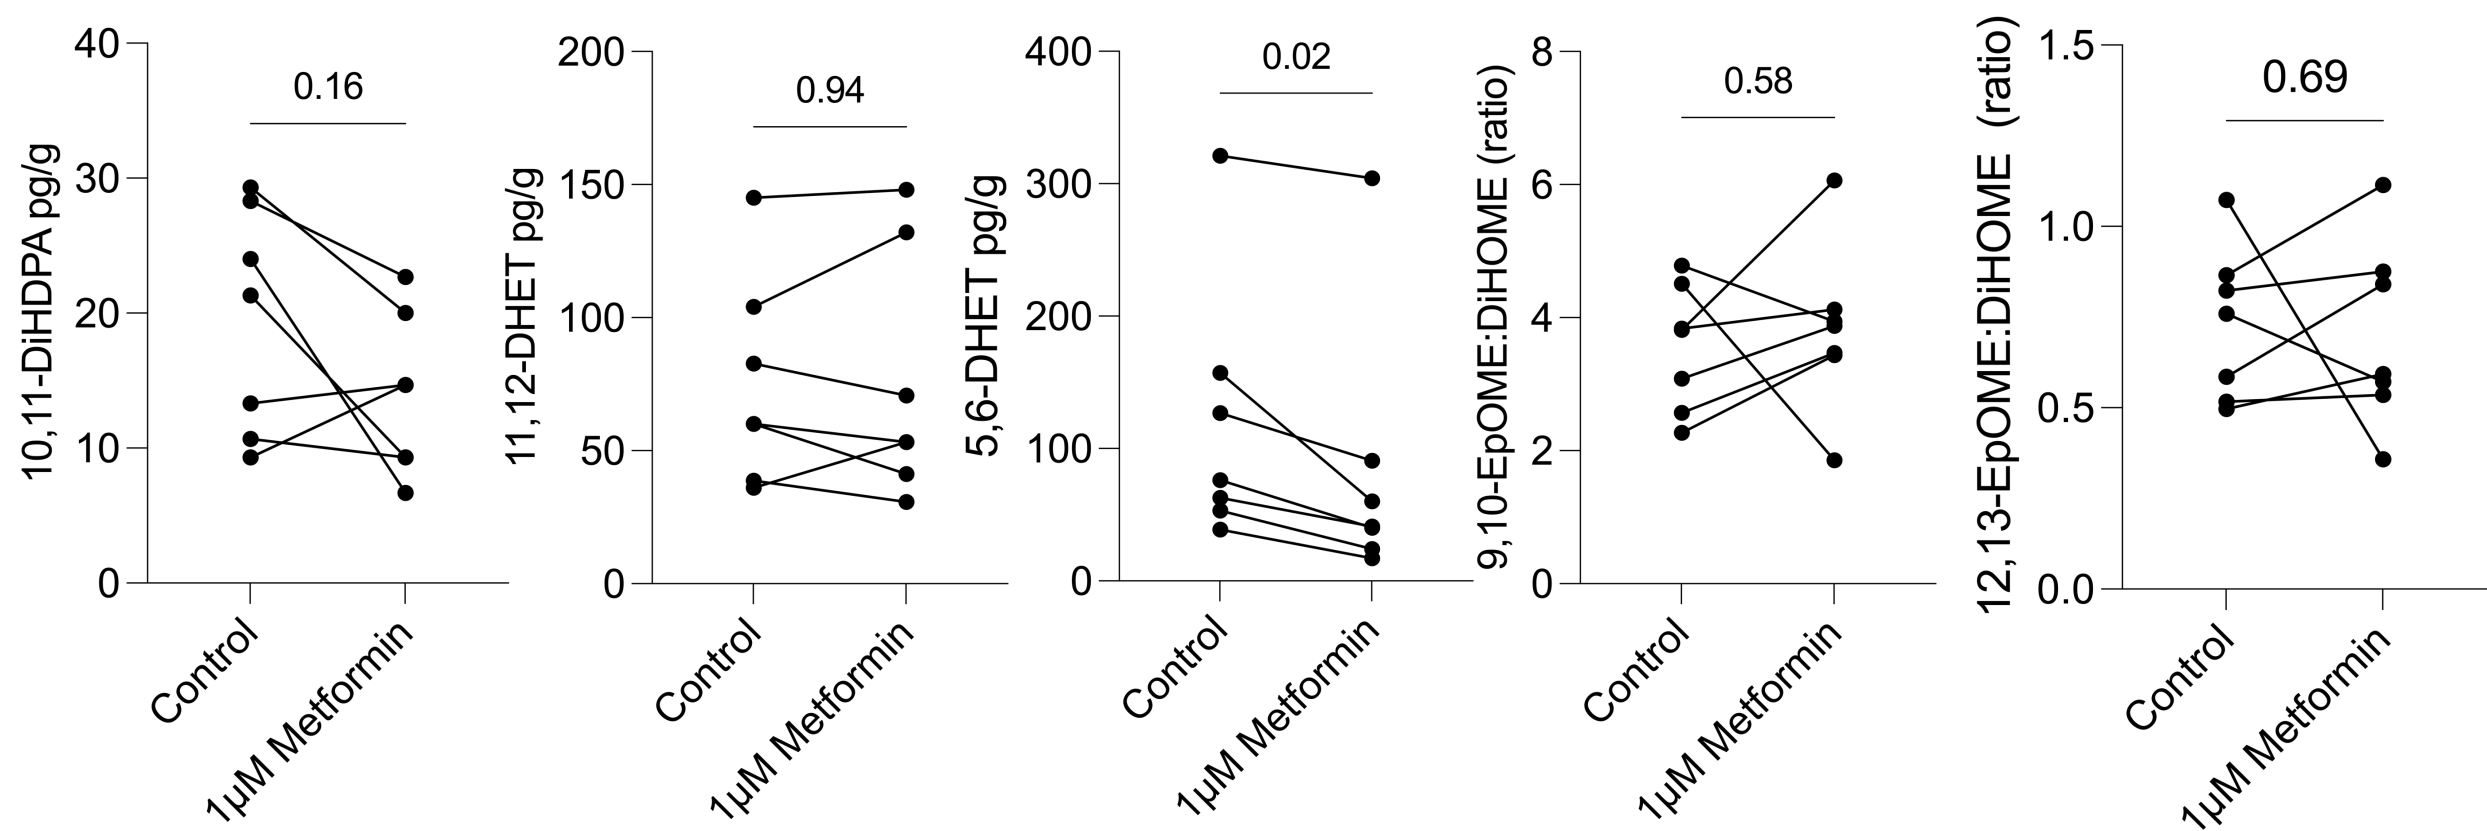 10,11-DiHDPA pg/g
40
30
20
10
0
0.16
Control
1µM Metformin
11,12-DHET pg/g
200
150
100
50
0
0.94
Control
1µM Metformin
5,6-DHET pg/g
400
300
200
100
0
0.02
Control
1µM Metformin
9,10-EpOME:DiHOME (ratio)
8
6
4
2
0
0.58
Control
1µM Metformin
12,13-EpOME:DiHOME (ratio)
1.5
1.0
0.5
0.0
0.69
Control
1µM Metformin